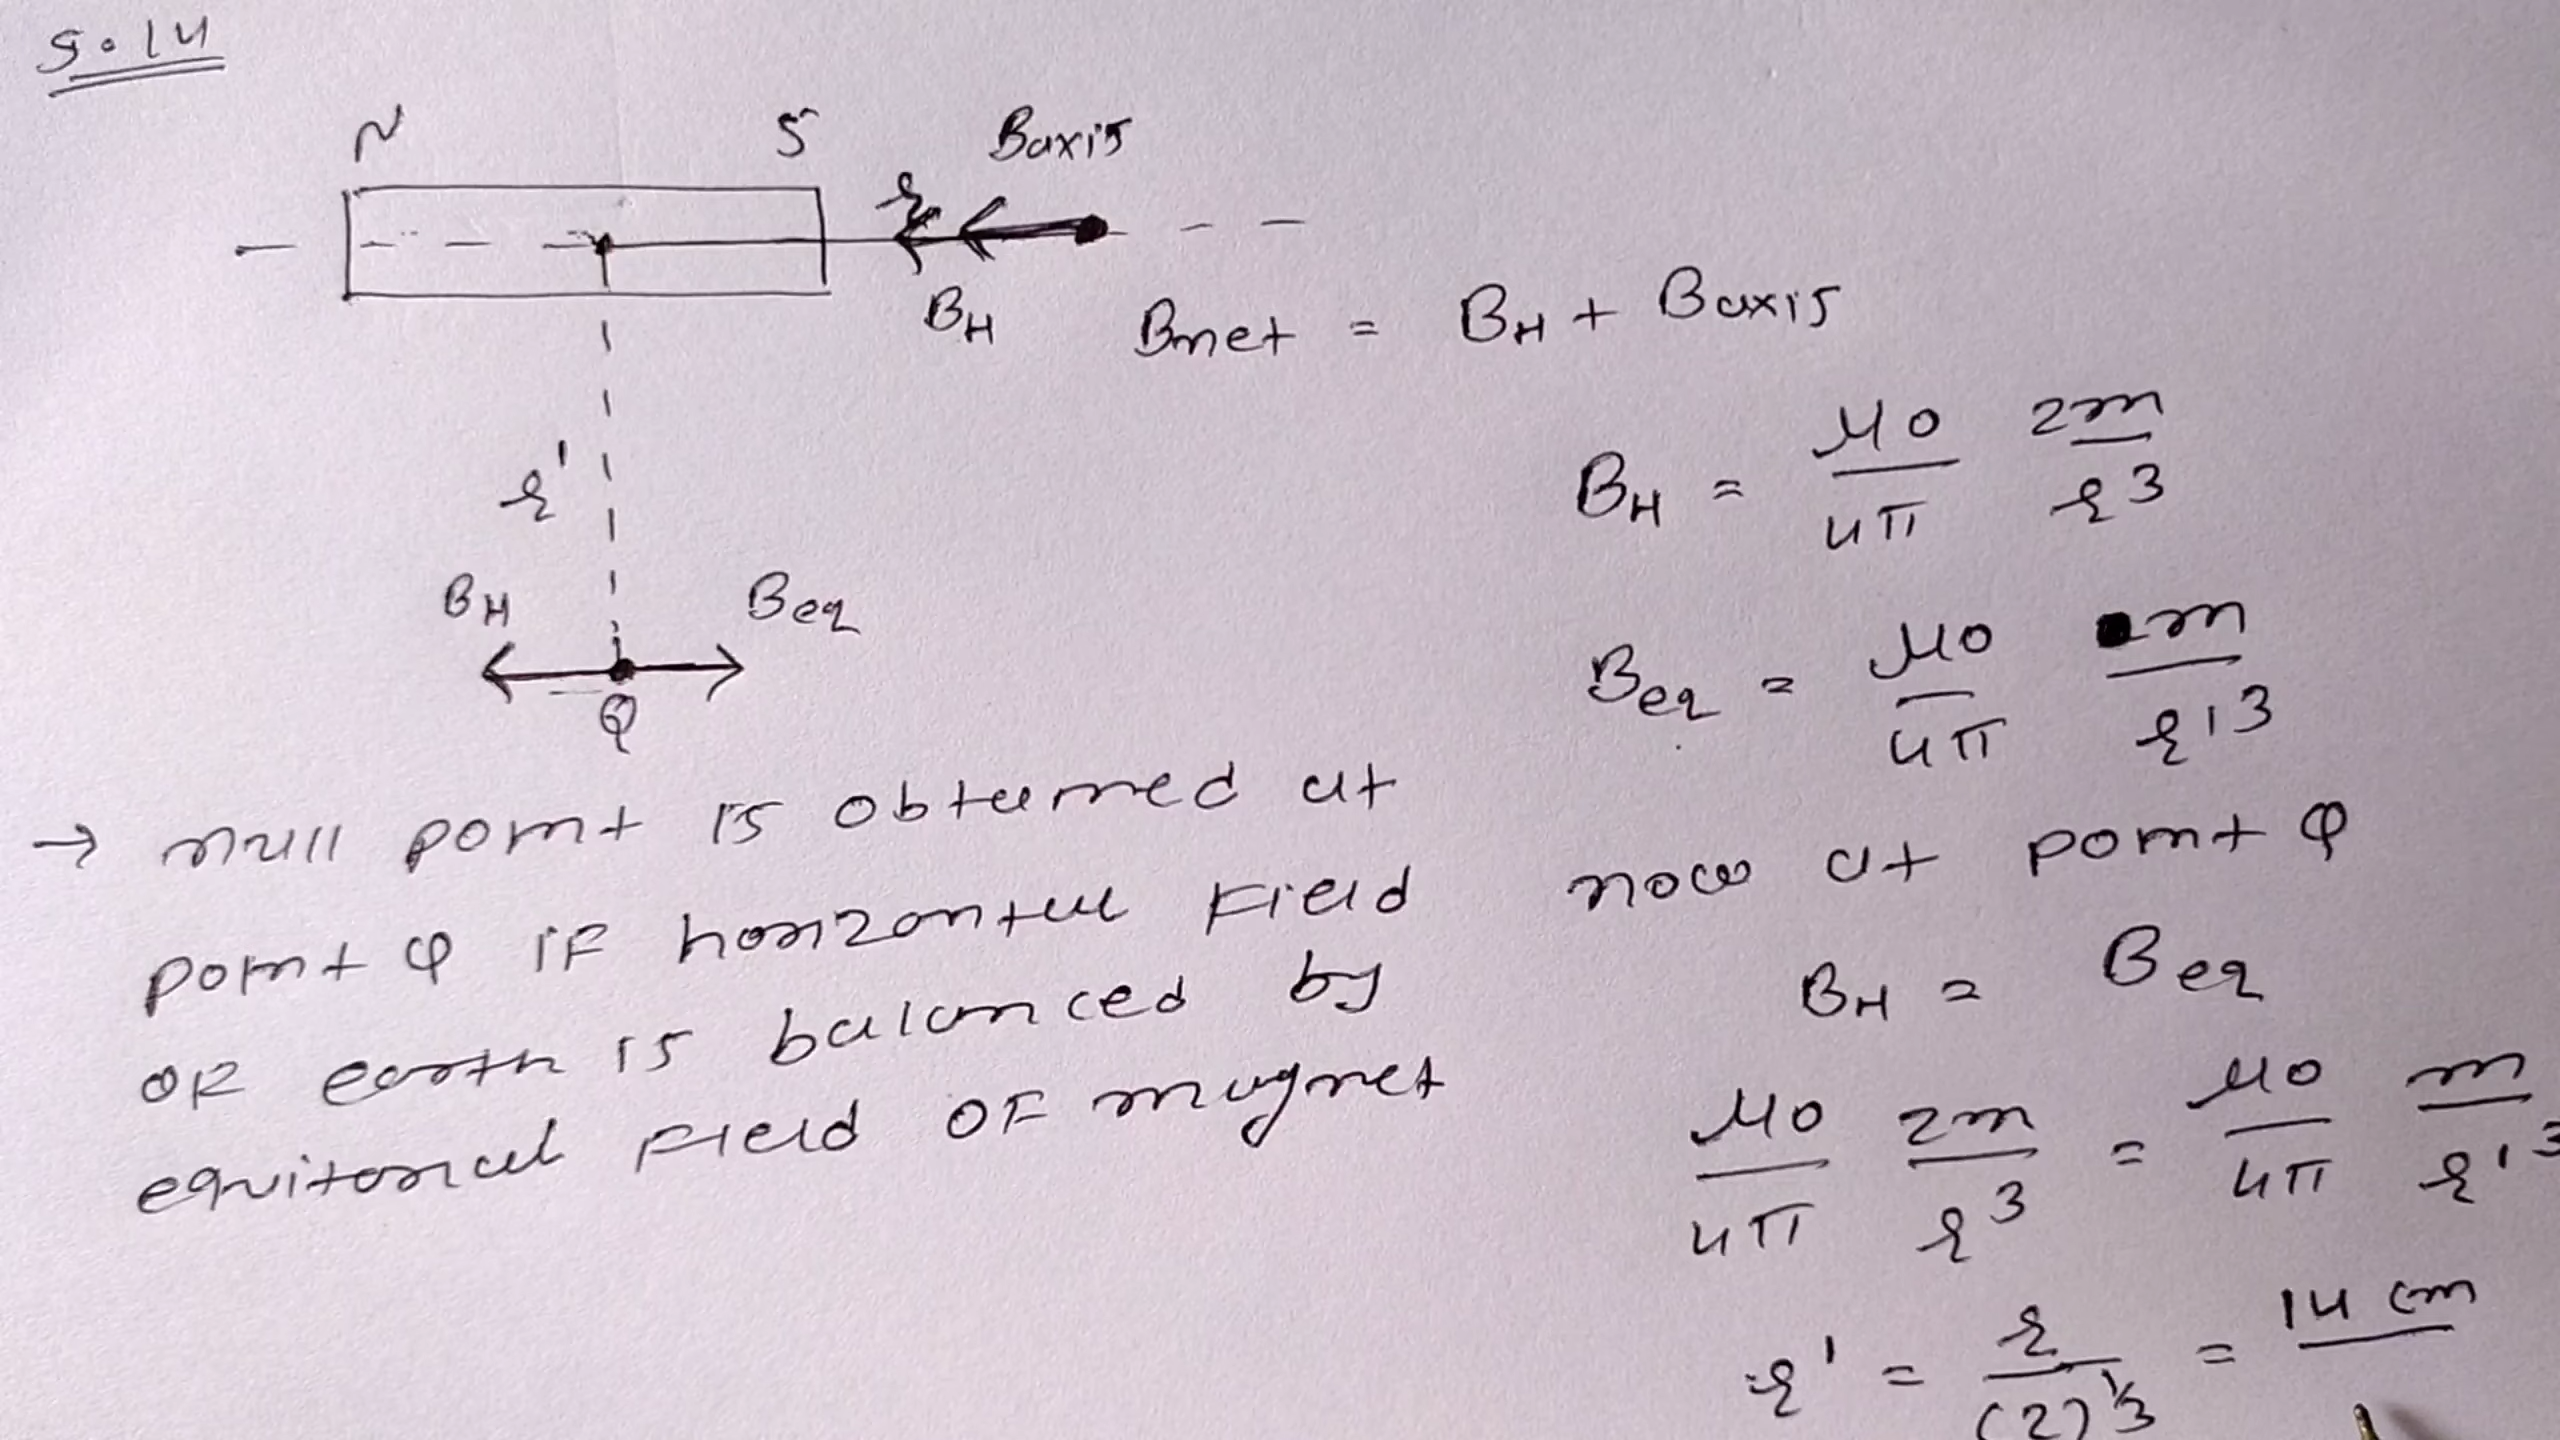 5.14
N S Baxis
r
BH
Bnet = BH + Baxis
BH = μ0/4π 2m/r^3
r'
BH Beq
Q
Beq = μ0/4π m/r'^3
→ null point is obtained at
point Q if horizontal field
of earth is balanced by
equitorial field of magnet
now at point Q
BH = Beq
μ0/4π 2m/r^3 = μ0/4π m/r'^3
r' = r/(2)^1/3 = 14 cm